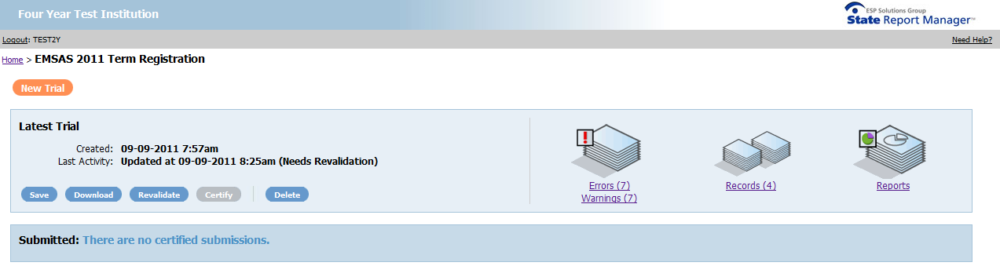 Four Year Test Institution
ESP Solutions Group
State Report Manager™
Logout: TEST2Y
Need Help?
Home > EMSAS 2011 Term Registration
New Trial
Latest Trial
Created: 09-09-2011 7:57am
Last Activity: Updated at 09-09-2011 8:25am (Needs Revalidation)
Save Download Revalidate Certify Delete
Errors (7)
Warnings (7)
Records (4)
Reports
Submitted: There are no certified submissions.